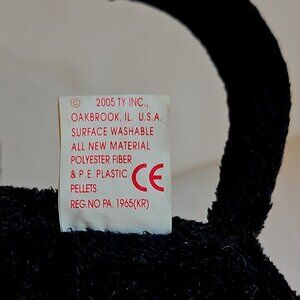 © 2005 TY INC.,
OAKBROOK, IL. U.S.A.
SURFACE WASHABLE
ALL NEW MATERIAL
POLYESTER FIBER
& P.E. PLASTIC CE
PELLETS
REG.NO PA. 1965(KR)